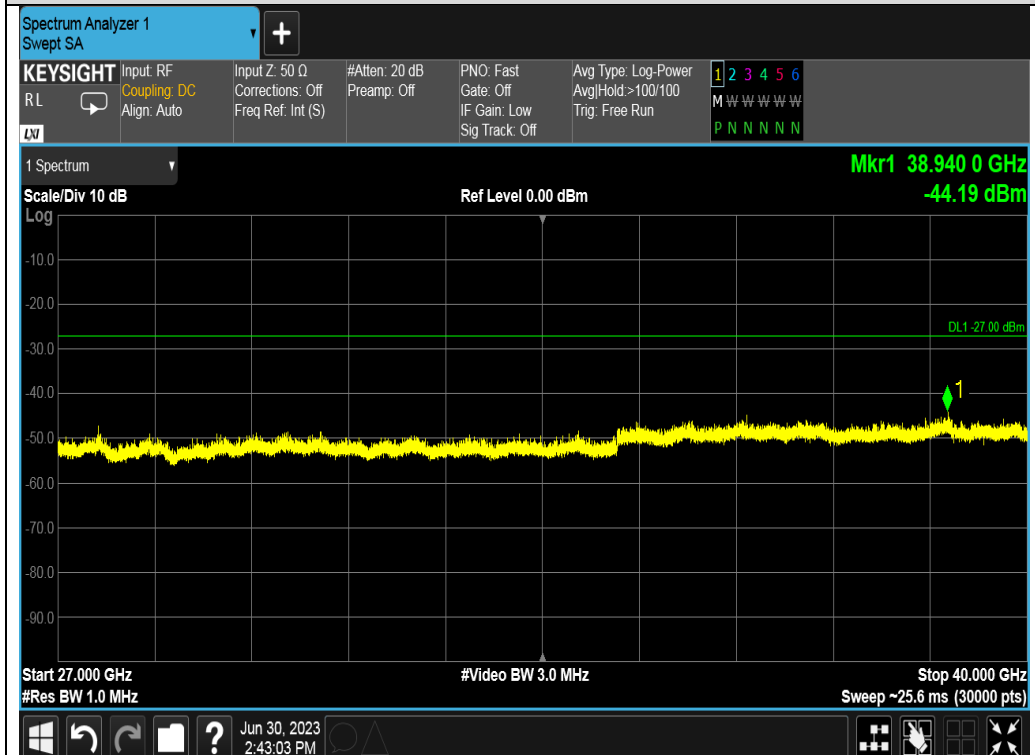 Spectrum Analyzer 1
Swept SA
+
KEYSIGHT
R L
LXI
Input: RF
Coupling: DC
Align: Auto
Input Z: 50 Ω
Corrections: Off
Freq Ref: Int (S)
#Atten: 20 dB
Preamp: Off
PNO: Fast
Gate: Off
IF Gain: Low
Sig Track: Off
Avg Type: Log-Power
Avg|Hold:>100/100
Trig: Free Run
1 2 3 4 5 6
M W W W W W
P N N N N N
1 Spectrum
Mkr1 38.940 0 GHz
Scale/Div 10 dB
Ref Level 0.00 dBm
-44.19 dBm
Log
-10.0
-20.0
DL1 -27.00 dBm
-30.0
-40.0
1
-50.0
-60.0
-70.0
-80.0
-90.0
Start 27.000 GHz
#Video BW 3.0 MHz
Stop 40.000 GHz
#Res BW 1.0 MHz
Sweep ~25.6 ms (30000 pts)
?
Jun 30, 2023
2:43:03 PM